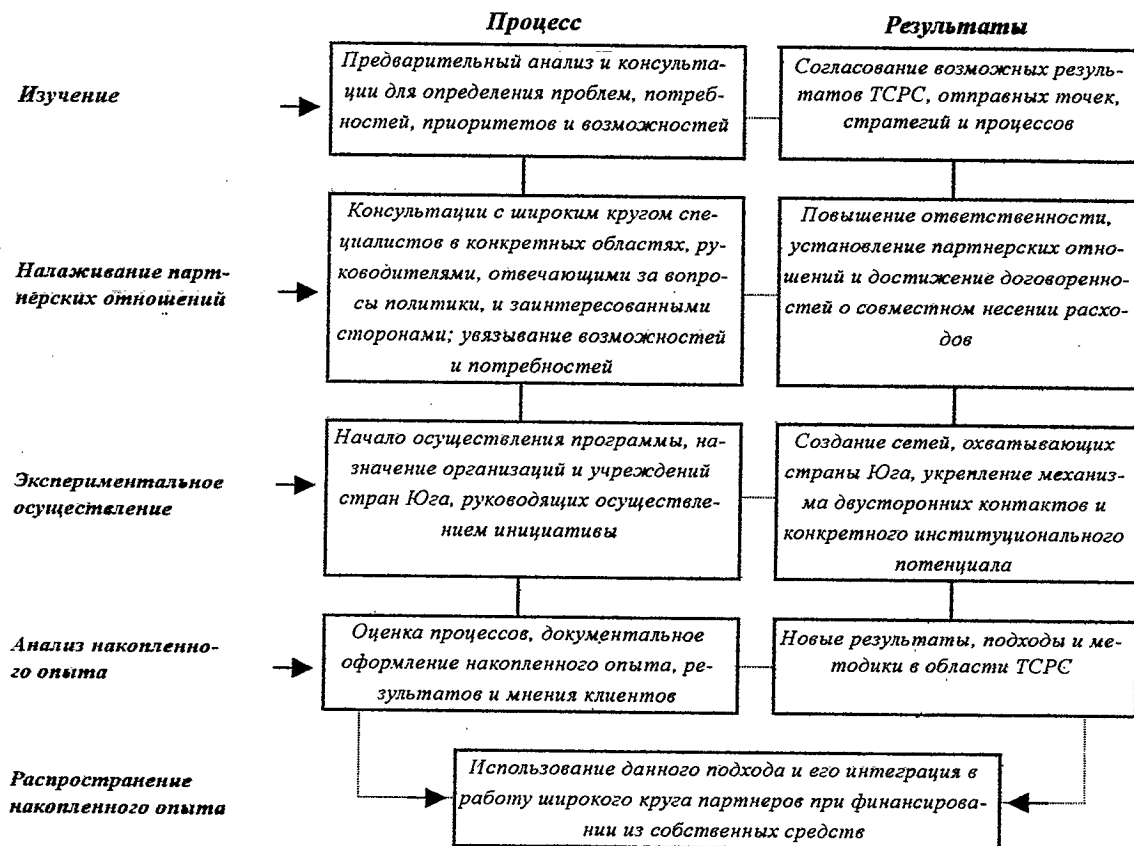 Процесс
Результаты
Изучение
Предварительный анализ и консульта-
ции для определения проблем, потреб-
ностей, приоритетов и возможностей
Согласование возможных резуль-
татов ТСРС, отправных точек,
стратегий и процессов
Налаживание парт-
нерских отношений
Консультации с широким кругом спе-
циалистов в конкретных областях, ру-
ководителями, отвечающими за вопро-
сы политики, и заинтересованными
сторонами; увязывание возможностей
и потребностей
Повышение ответственности,
установление партнерских отно-
шений и достижение договоренно-
стей о совместном несении расхо-
дов
Экспериментальное
осуществление
Начало осуществления программы, на-
значение организаций и учреждений
стран Юга, руководящих осуществле-
нием инициативы
Создание сетей, охватывающих
страны Юга, укрепление механиз-
ма двусторонних контактов и
конкретного институционального
потенциала
Анализ накопленно-
го опыта
Оценка процессов, документальное
оформление накопленного опыта, ре-
зультатов и мнения клиентов
Новые результаты, подходы и ме-
тодики в области ТСРС
Распространение
накопленного опыта
Использование данного подхода и его интеграция в
работу широкого круга партнеров при финансирова-
нии из собственных средств